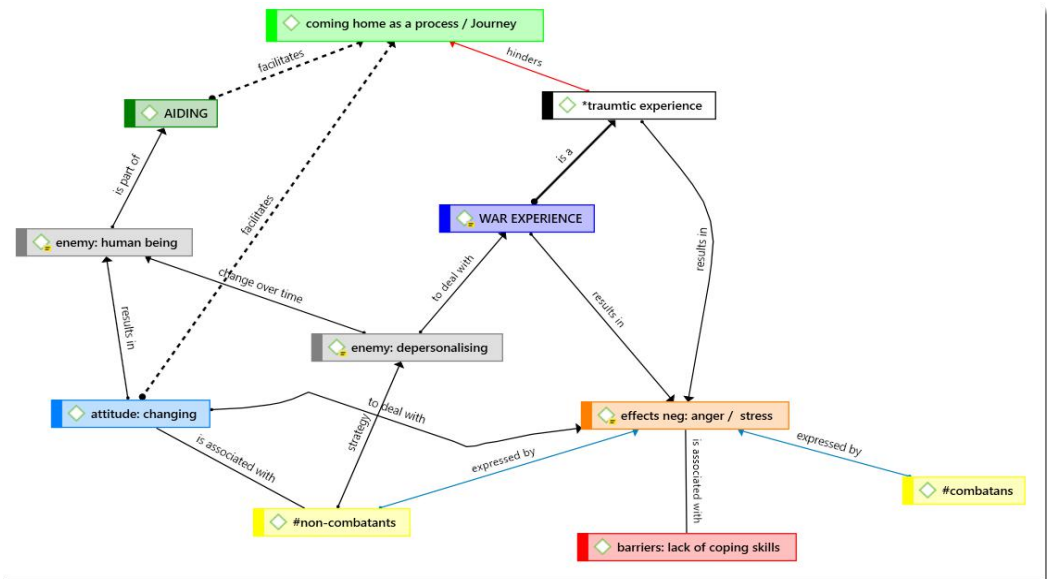 coming home as a process / Journey
facilitates
hinders
AIDING
*traumtic experience
is a
is part of
WAR EXPERIENCE
facilitates
enemy: human being
results in
change over time
to deal with
results in
results in
enemy: depersonalising
attitude: changing
to deal with
effects neg: anger / stress
strategy
is associated with
expressed by
is associated with
expressed by
#combatans
#non-combatants
barriers: lack of coping skills